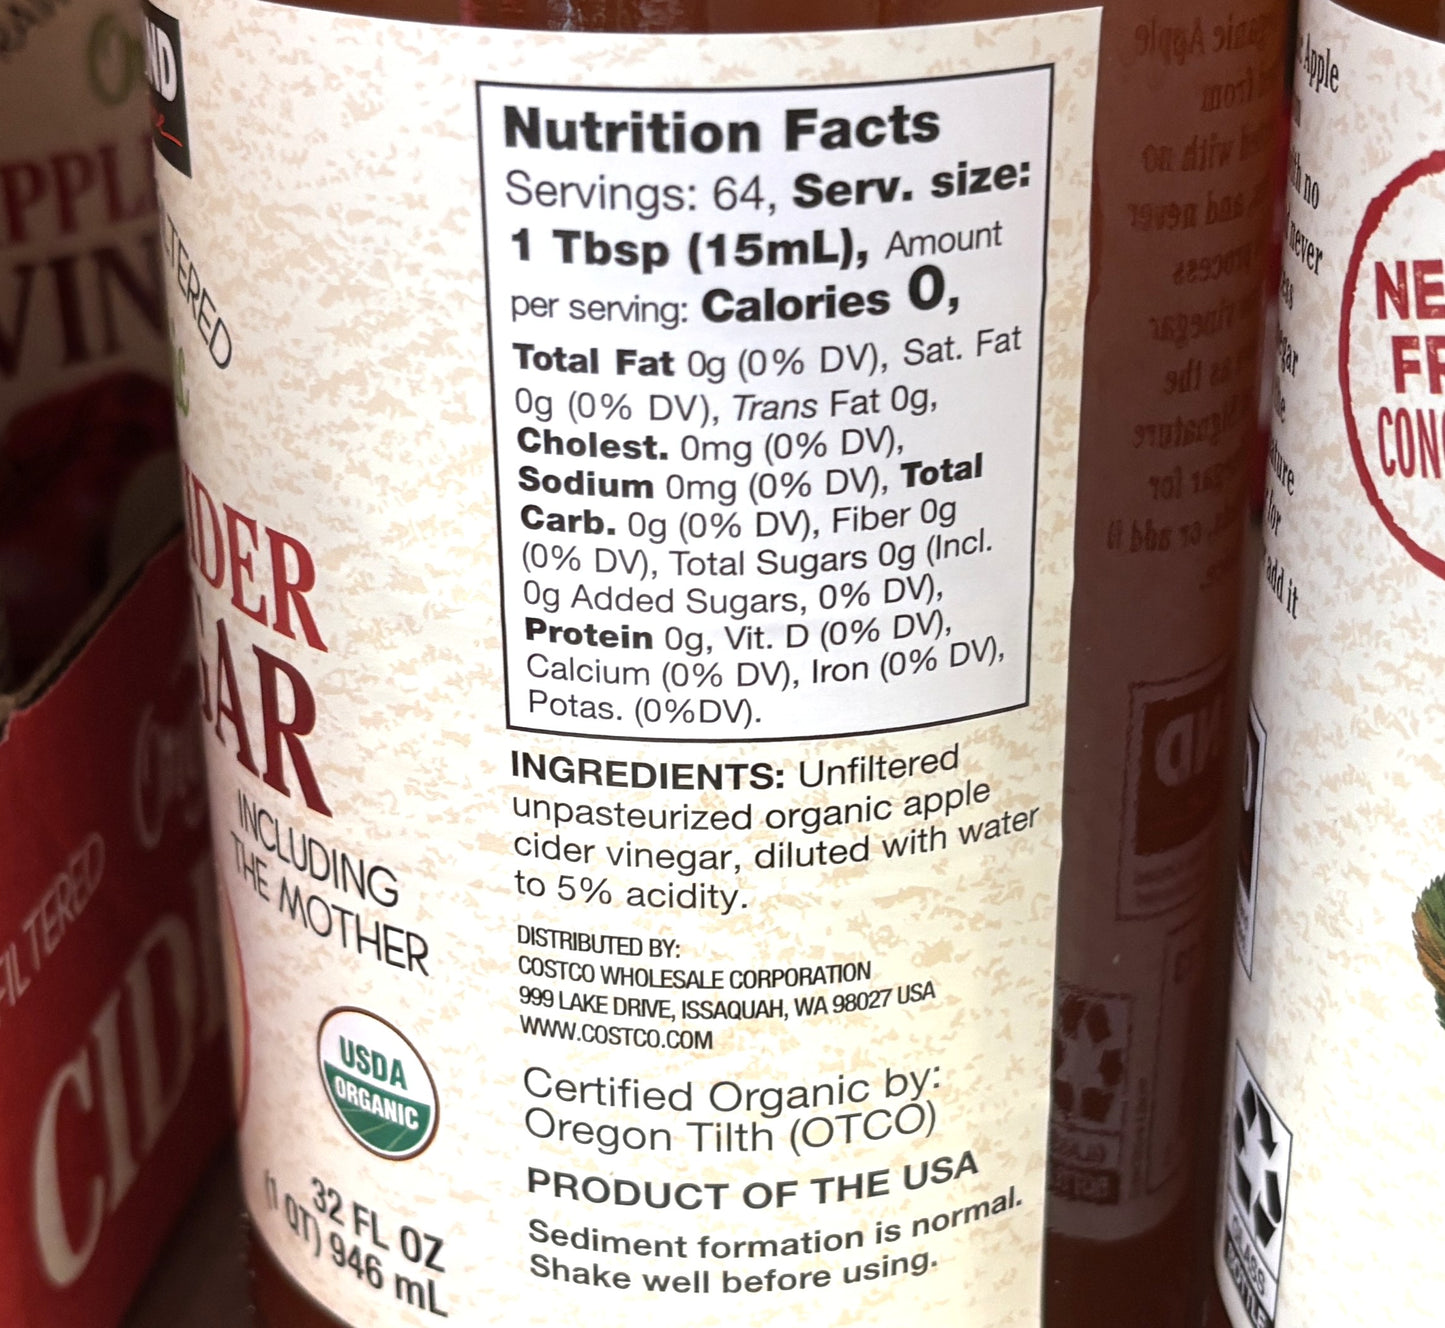 Nutrition Facts
Servings: 64, Serv. size:
1 Tbsp (15mL), Amount
per serving: Calories 0,
Total Fat 0g (0% DV), Sat. Fat
0g (0% DV), Trans Fat 0g,
Cholest. 0mg (0% DV),
Sodium 0mg (0% DV), Total
Carb. 0g (0% DV), Fiber 0g
(0% DV), Total Sugars 0g (Incl.
0g Added Sugars, 0% DV),
Protein 0g, Vit. D (0% DV),
Calcium (0% DV), Iron (0% DV),
Potas. (0%DV).
INGREDIENTS: Unfiltered
unpasteurized organic apple
cider vinegar, diluted with water
to 5% acidity.
DISTRIBUTED BY:
COSTCO WHOLESALE CORPORATION
999 LAKE DRIVE, ISSAQUAH, WA 98027 USA
WWW.COSTCO.COM
Certified Organic by:
Oregon Tilth (OTCO)
PRODUCT OF THE USA
Sediment formation is normal.
Shake well before using.
INCLUDING
THE MOTHER
USDA
ORGANIC
32 FL OZ
(1 QT) 946 mL
Apple
no
never
add it
GLASS